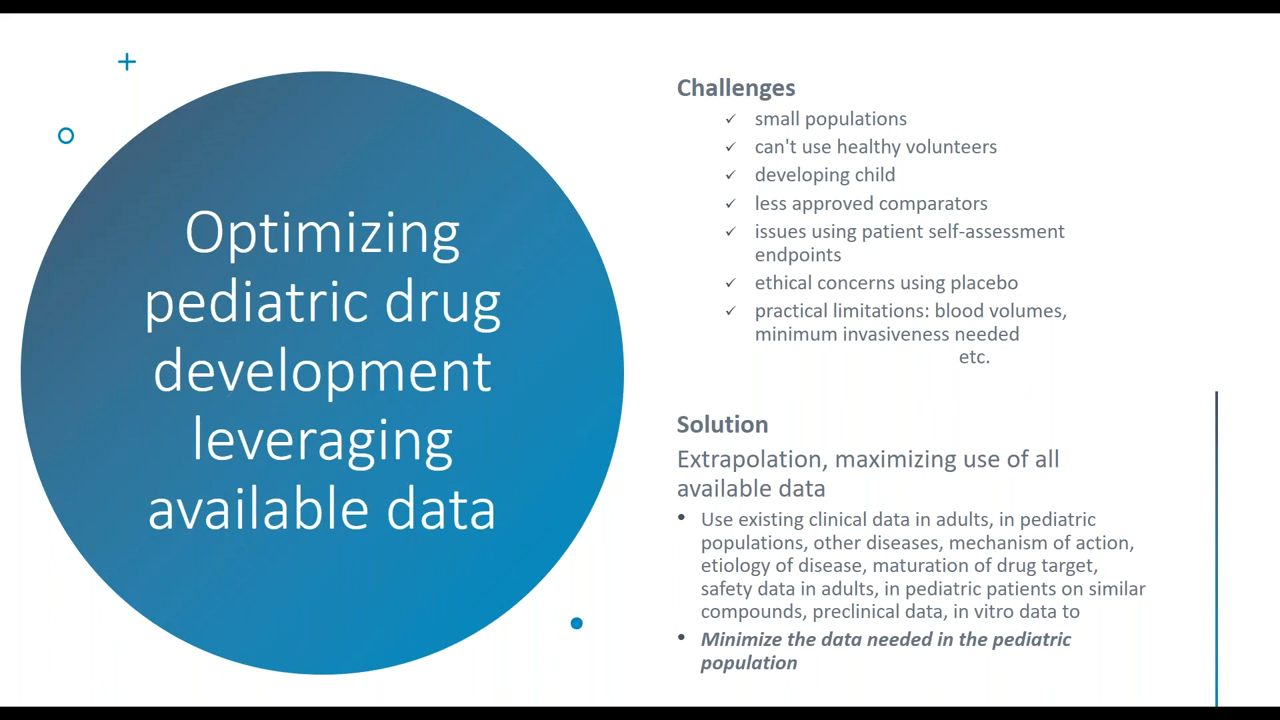 Optimizing
pediatric drug
development
leveraging
available data
Challenges
✓ small populations
✓ can't use healthy volunteers
✓ developing child
✓ less approved comparators
✓ issues using patient self-assessment
endpoints
✓ ethical concerns using placebo
✓ practical limitations: blood volumes,
minimum invasiveness needed
etc.
Solution
Extrapolation, maximizing use of all
available data
• Use existing clinical data in adults, in pediatric
populations, other diseases, mechanism of action,
etiology of disease, maturation of drug target,
safety data in adults, in pediatric patients on similar
compounds, preclinical data, in vitro data to
• Minimize the data needed in the pediatric
population